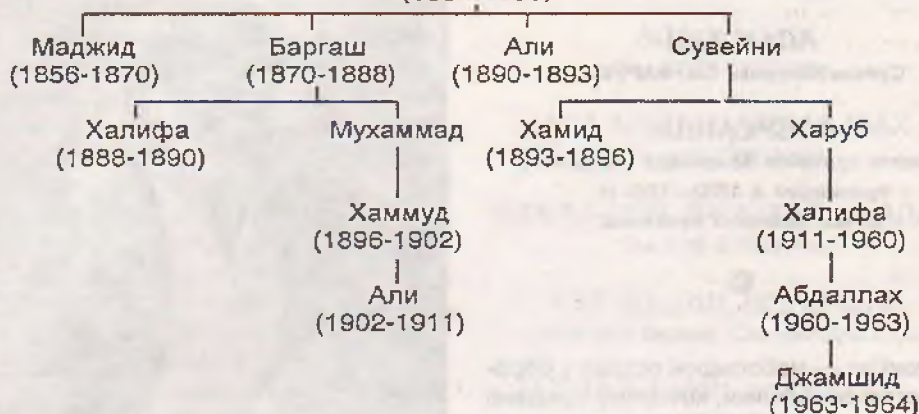 Маджид Баргаш Али Сувейни
(1856-1870) (1870-1888) (1890-1893)
Халифа Мухаммад Хамид Харуб
(1888-1890) (1893-1896)
Хаммуд Халифа
(1896-1902) (1911-1960)
Али Абдаллах
(1902-1911) (1960-1963)
Джамшид
(1963-1964)